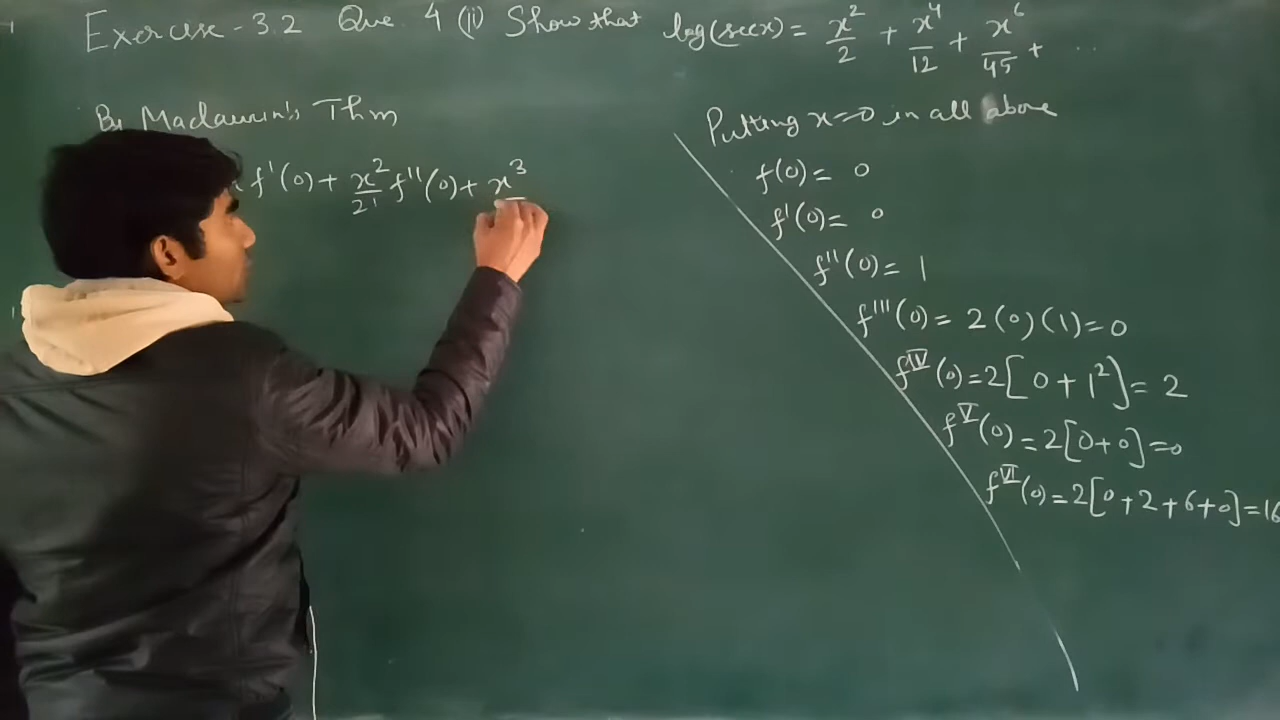 Exercise - 3.2 Que. 4 (ii) Show that log(secx) = x²/2 + x⁴/12 + x⁶/45 + ...
By Maclaurin's Thm
f'(0) + x²/2! f''(0) + x³
Putting x=0 in all above
f(0) = 0
f'(0) = 0
f''(0) = 1
f'''(0) = 2(0)(1) = 0
f^IV(0) = 2[0 + 1²] = 2
f^V(0) = 2[0+0] = 0
f^VI(0) = 2[0+2+6+0] = 16